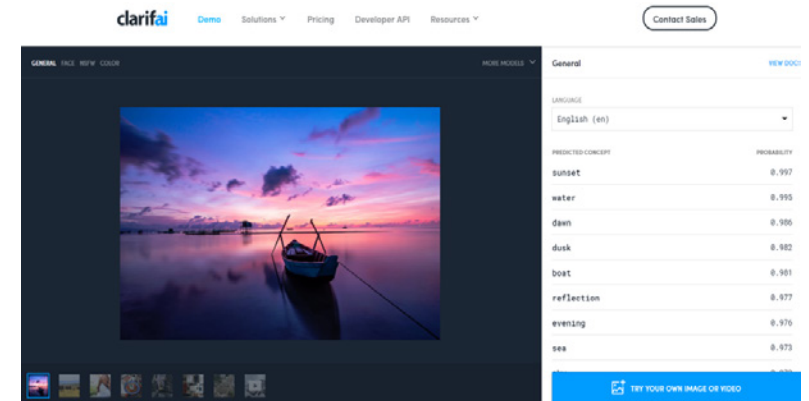 clarifai Demo Solutions Pricing Developer API Resources Contact Sales
GENERAL FACE NSFW COLOR MORE MODELS
General VIEW DOCS
LANGUAGE
English (en)
PREDICTED CONCEPT PROBABILITY
sunset 0.997
water 0.995
dawn 0.986
dusk 0.982
boat 0.981
reflection 0.977
evening 0.976
sea 0.973
TRY YOUR OWN IMAGE OR VIDEO